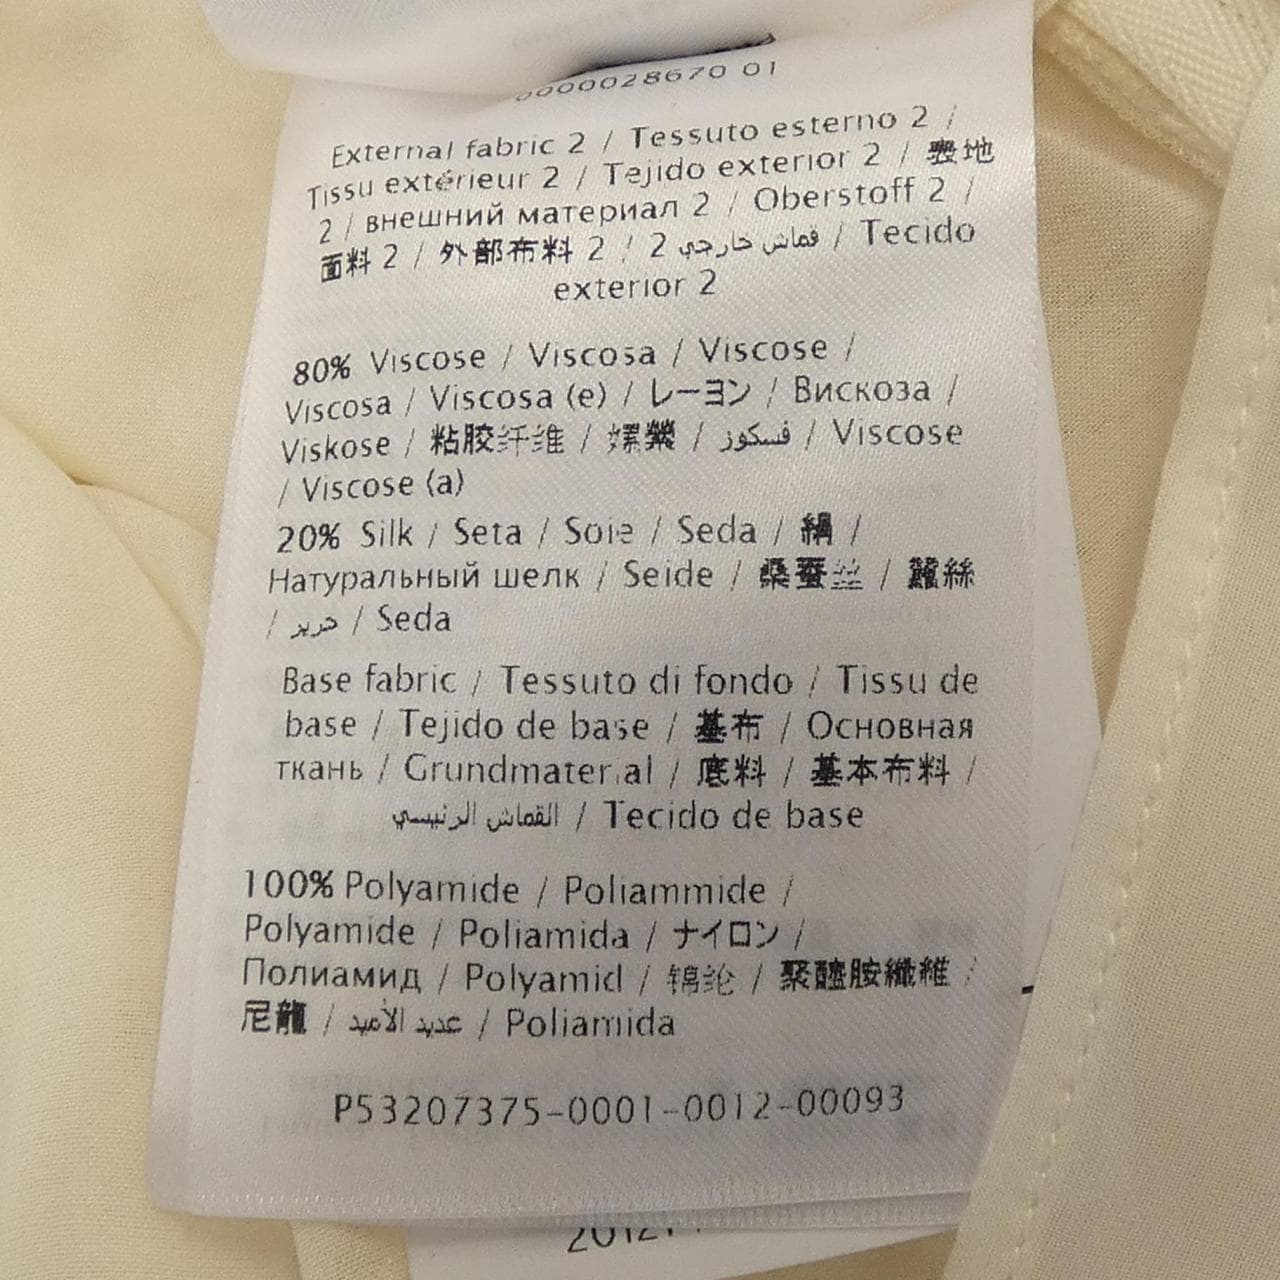 0000028670 01
External fabric 2 / Tessuto esterno 2 /
Tissu extérieur 2 / Tejido exterior 2 / 表地
2 / внешний материал 2 / Oberstoff 2 /
面料 2 / 外部布料 2 / 2 قماش خارجي / Tecido
exterior 2
80% Viscose / Viscosa / Viscose /
Viscosa / Viscosa (e) / レーヨン / Вискоза /
Viskose / 粘胶纤维 / 嫘縈 / فسكوز / Viscose
/ Viscose (a)
20% Silk / Seta / Soie / Seda / 絹 /
Натуральный шелк / Seide / 桑蚕丝 / 蠶絲
/ حرير / Seda
Base fabric / Tessuto di fondo / Tissu de
base / Tejido de base / 基布 / Основная
ткань / Grundmaterial / 底料 / 基本布料 /
القماش الرئيسي / Tecido de base
100% Polyamide / Poliammide /
Polyamide / Poliamida / ナイロン /
Полиамид / Polyamid / 锦纶 / 聚醯胺纖維 /
尼龍 / عديد الأميد / Poliamida
P53207375-0001-0012-00093